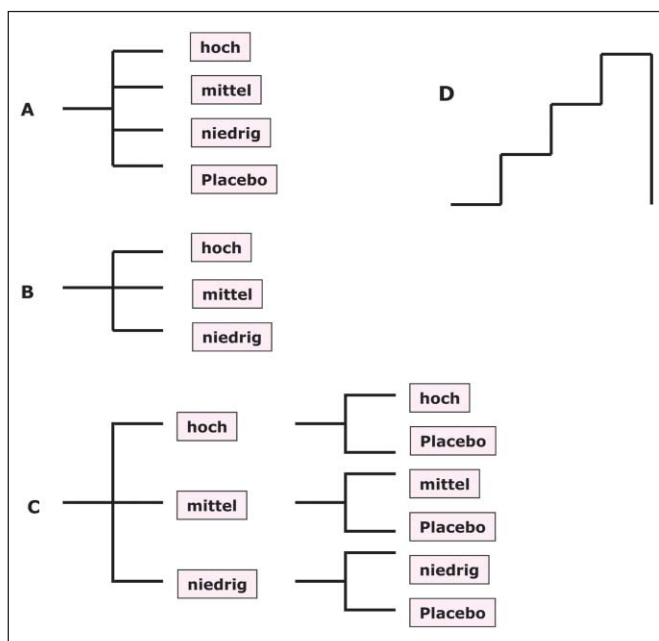 A
hoch
mittel
niedrig
Placebo
D
B
hoch
mittel
niedrig
C
hoch
mittel
niedrig
hoch
Placebo
mittel
Placebo
niedrig
Placebo